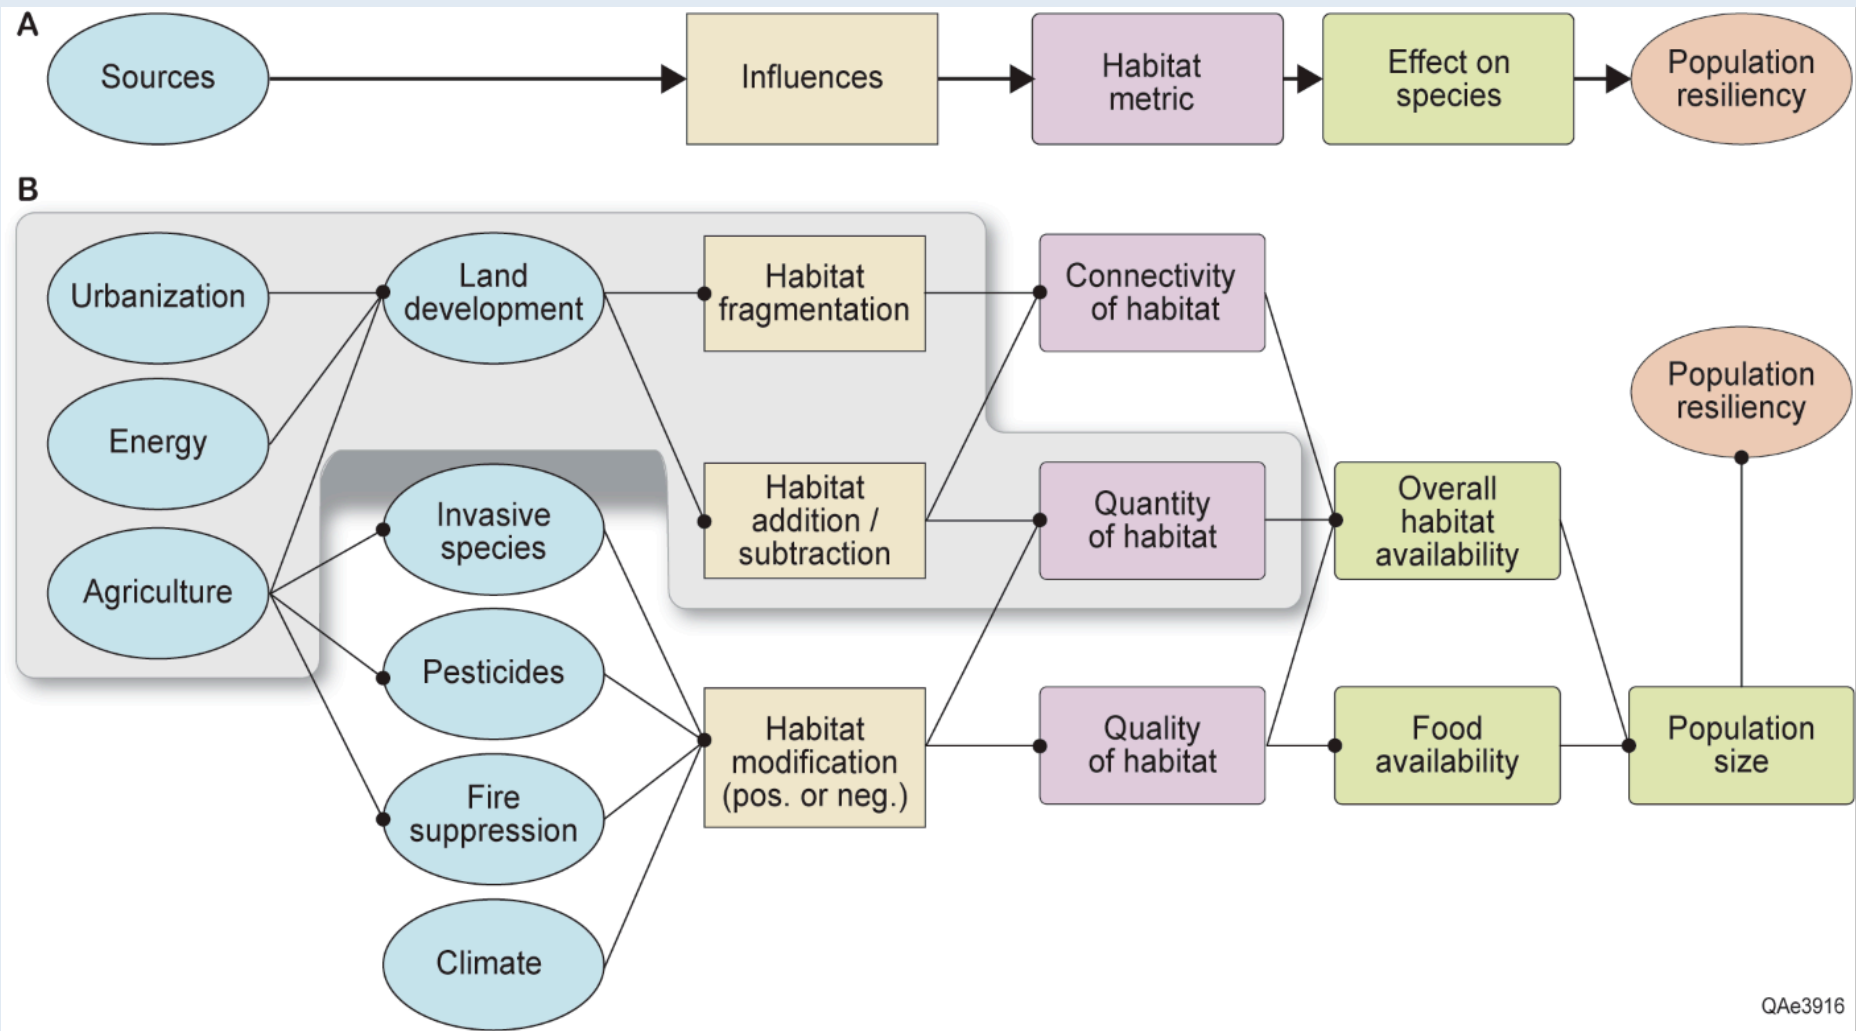 A
Sources
Influences
Habitat
metric
Effect on
species
Population
resiliency
B
Urbanization
Land
development
Habitat
fragmentation
Connectivity
of habitat
Population
resiliency
Energy
Invasive
species
Habitat
addition /
subtraction
Quantity
of habitat
Overall
habitat
availability
Agriculture
Pesticides
Habitat
modification
(pos. or neg.)
Quality
of habitat
Food
availability
Population
size
Fire
suppression
Climate
QAe3916